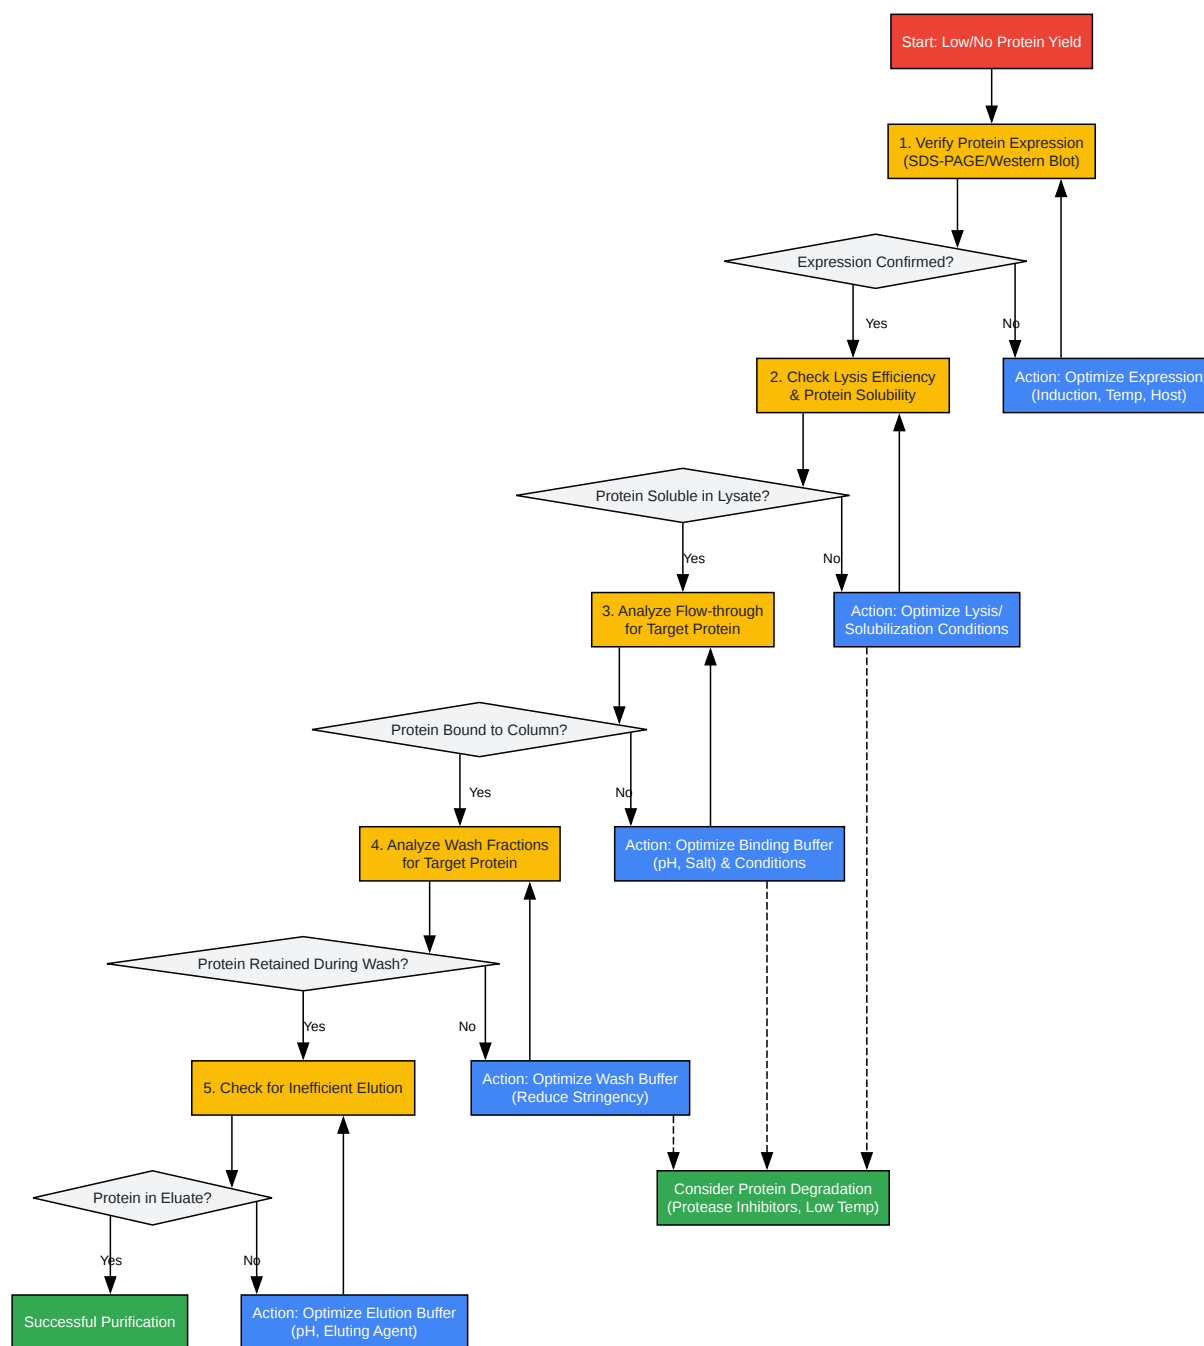 Start: Low/No Protein Yield
1. Verify Protein Expression
(SDS-PAGE/Western Blot)
Expression Confirmed?
Yes
No
2. Check Lysis Efficiency
& Protein Solubility
Action: Optimize Expression
(Induction, Temp, Host)
Protein Soluble in Lysate?
Yes
No
3. Analyze Flow-through
for Target Protein
Action: Optimize Lysis/
Solubilization Conditions
Protein Bound to Column?
Yes
No
4. Analyze Wash Fractions
for Target Protein
Action: Optimize Binding Buffer
(pH, Salt) & Conditions
Protein Retained During Wash?
Yes
No
5. Check for Inefficient Elution
Action: Optimize Wash Buffer
(Reduce Stringency)
Protein in Eluate?
Consider Protein Degradation
(Protease Inhibitors, Low Temp)
Yes
No
Successful Purification
Action: Optimize Elution Buffer
(pH, Eluting Agent)